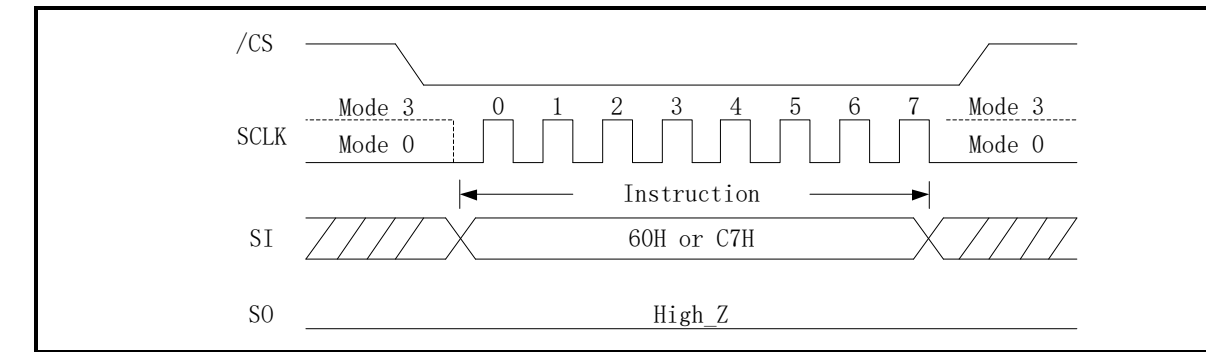 /CS
Mode 3 0 1 2 3 4 5 6 7 Mode 3
SCLK
Mode 0 Mode 0
Instruction
SI 60H or C7H
SO High_Z